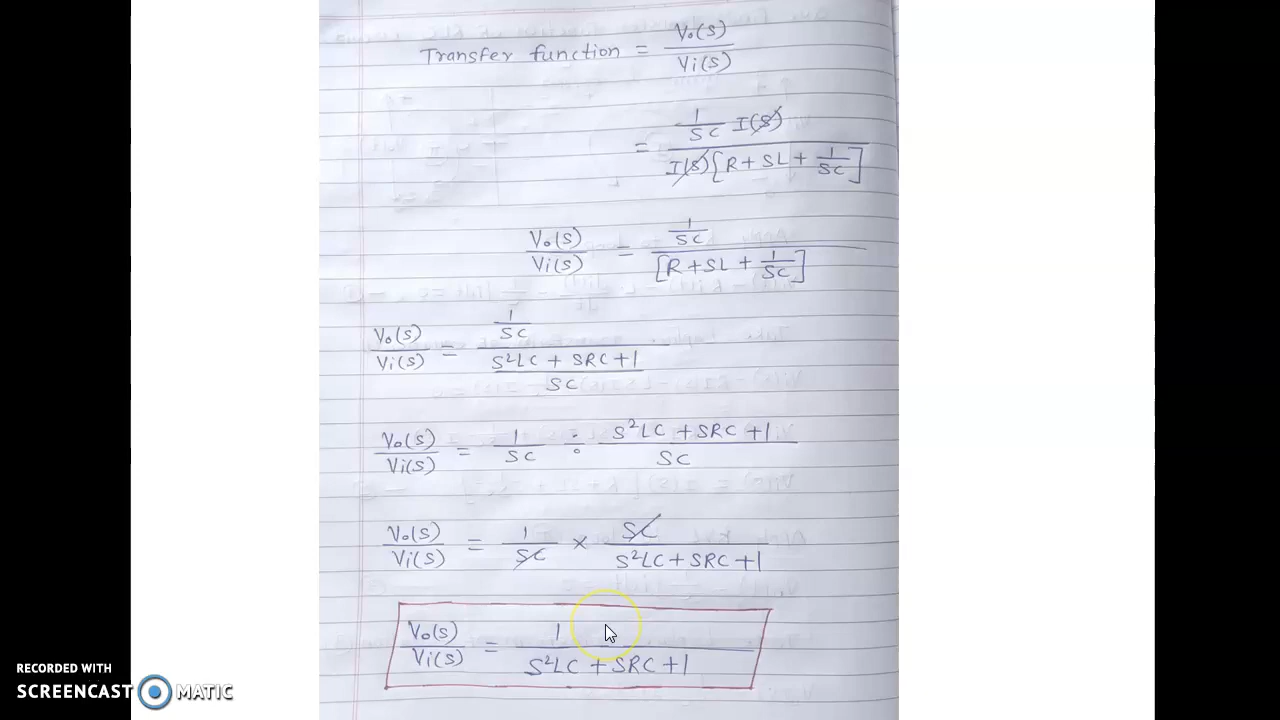 Transfer function = Vo(s) / Vi(s)
= 1/SC I(s) / I(s) [R + SL + 1/SC]
Vo(s) / Vi(s) = 1/SC / [R + SL + 1/SC]
Vo(s) / Vi(s) = 1/SC / (S²LC + SRC + 1 / SC)
Vo(s) / Vi(s) = 1/SC ÷ S²LC + SRC + 1 / SC
Vo(s) / Vi(s) = 1/SC × SC / S²LC + SRC + 1
Vo(s) / Vi(s) = 1 / S²LC + SRC + 1
RECORDED WITH
SCREENCAST MATIC